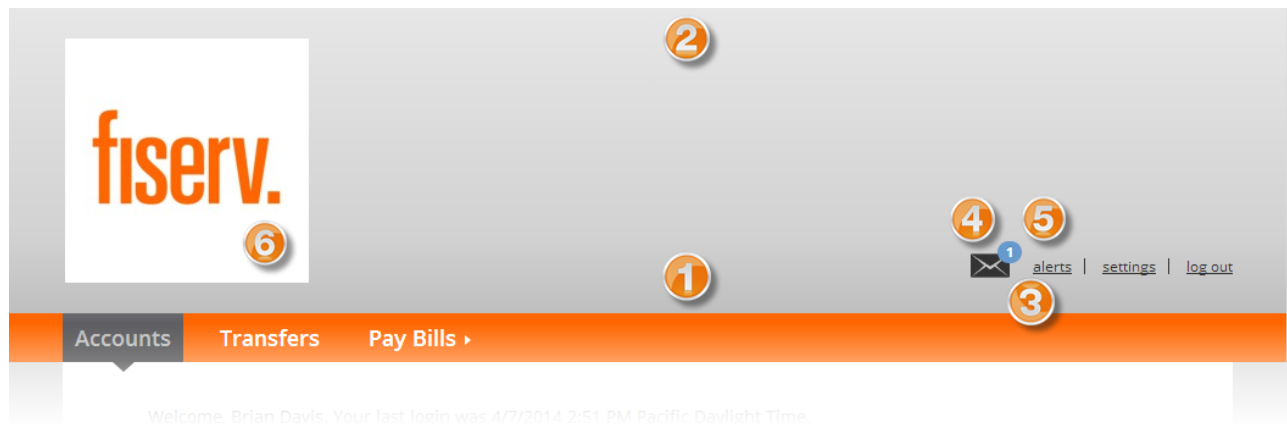 2
fiserv.
6
4 5
1
1
alerts | settings | log out
3
Accounts Transfers Pay Bills ▸
Welcome, Brian Davis. Your last login was 4/7/2014 2:51 PM Pacific Daylight Time.